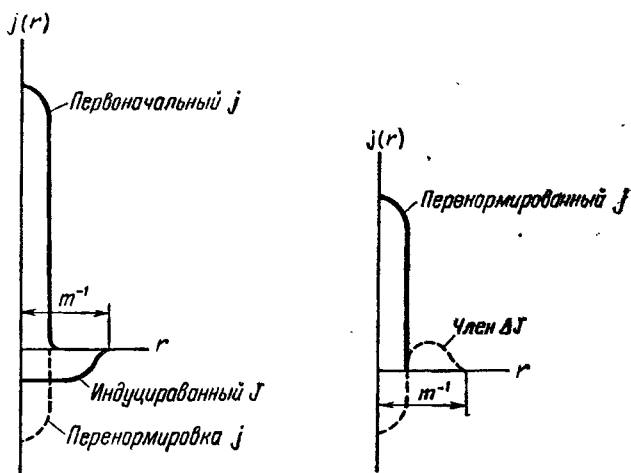 j(r)
Первоначальный j
m⁻¹
r
Индуцированный J
Перенормировка j
j(r)
Перенормированный j
Член ΔJ
r
m⁻¹